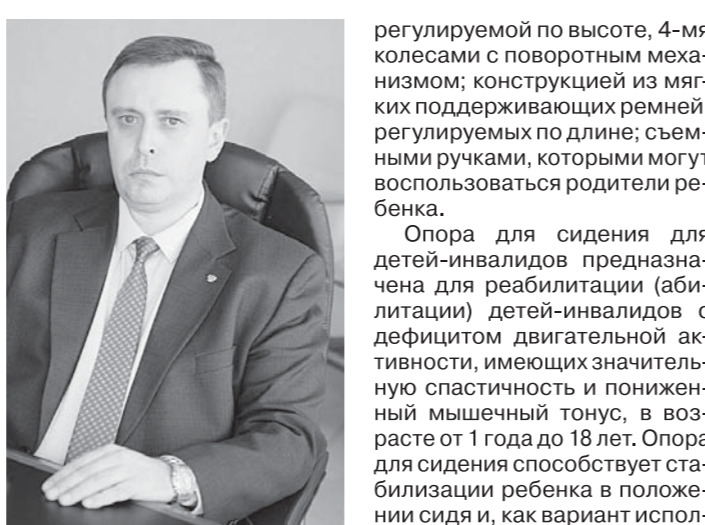 регулируемой по высоте, 4-мя
колесами с поворотным меха-
низмом; конструкцией из мяг-
ких поддерживающих ремней
регулируемых по длине; съем-
ными ручками, которыми могут
воспользоваться родители ре-
бенка.
Опора для сидения для
детей-инвалидов предназна-
чена для реабилитации (аби-
литации) детей-инвалидов с
дефицитом двигательной ак-
тивности, имеющих значитель-
ную спастичность и понижен-
ный мышечный тонус, в воз-
расте от 1 года до 18 лет. Опора
для сидения способствует ста-
билизации ребенка в положе-
нии сидя и, как вариант испол-